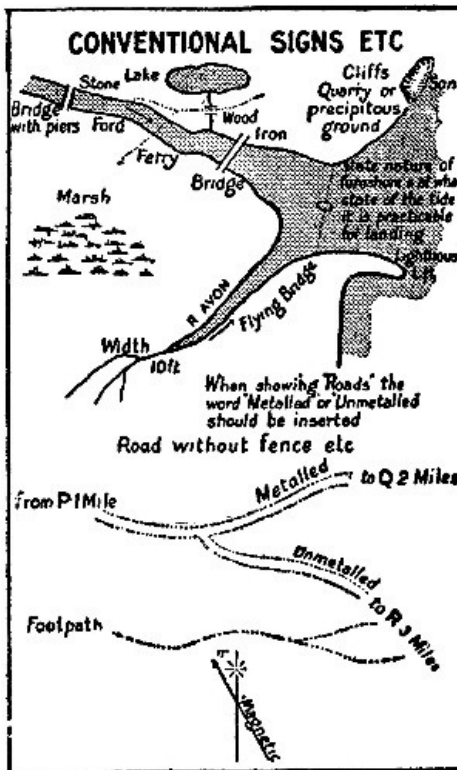 CONVENTIONAL SIGNS ETC
Lake
Stone
Bridge
with piers
Ford
Ferry
Wood
Iron
Bridge
Cliffs
Quarry or
precipitous
ground
State nature of
foreshore & at what
state of the tide
it is practicable
for landing
Marsh
R AVON
Flying Bridge
Width
10ft
When showing "Roads" the
word "Metalled" or "Unmetalled
should be inserted
Road without fence etc
from P 1 Mile
Metalled
to Q 2 Miles
Unmetalled
to R 3 Miles
Footpath
Magnetic